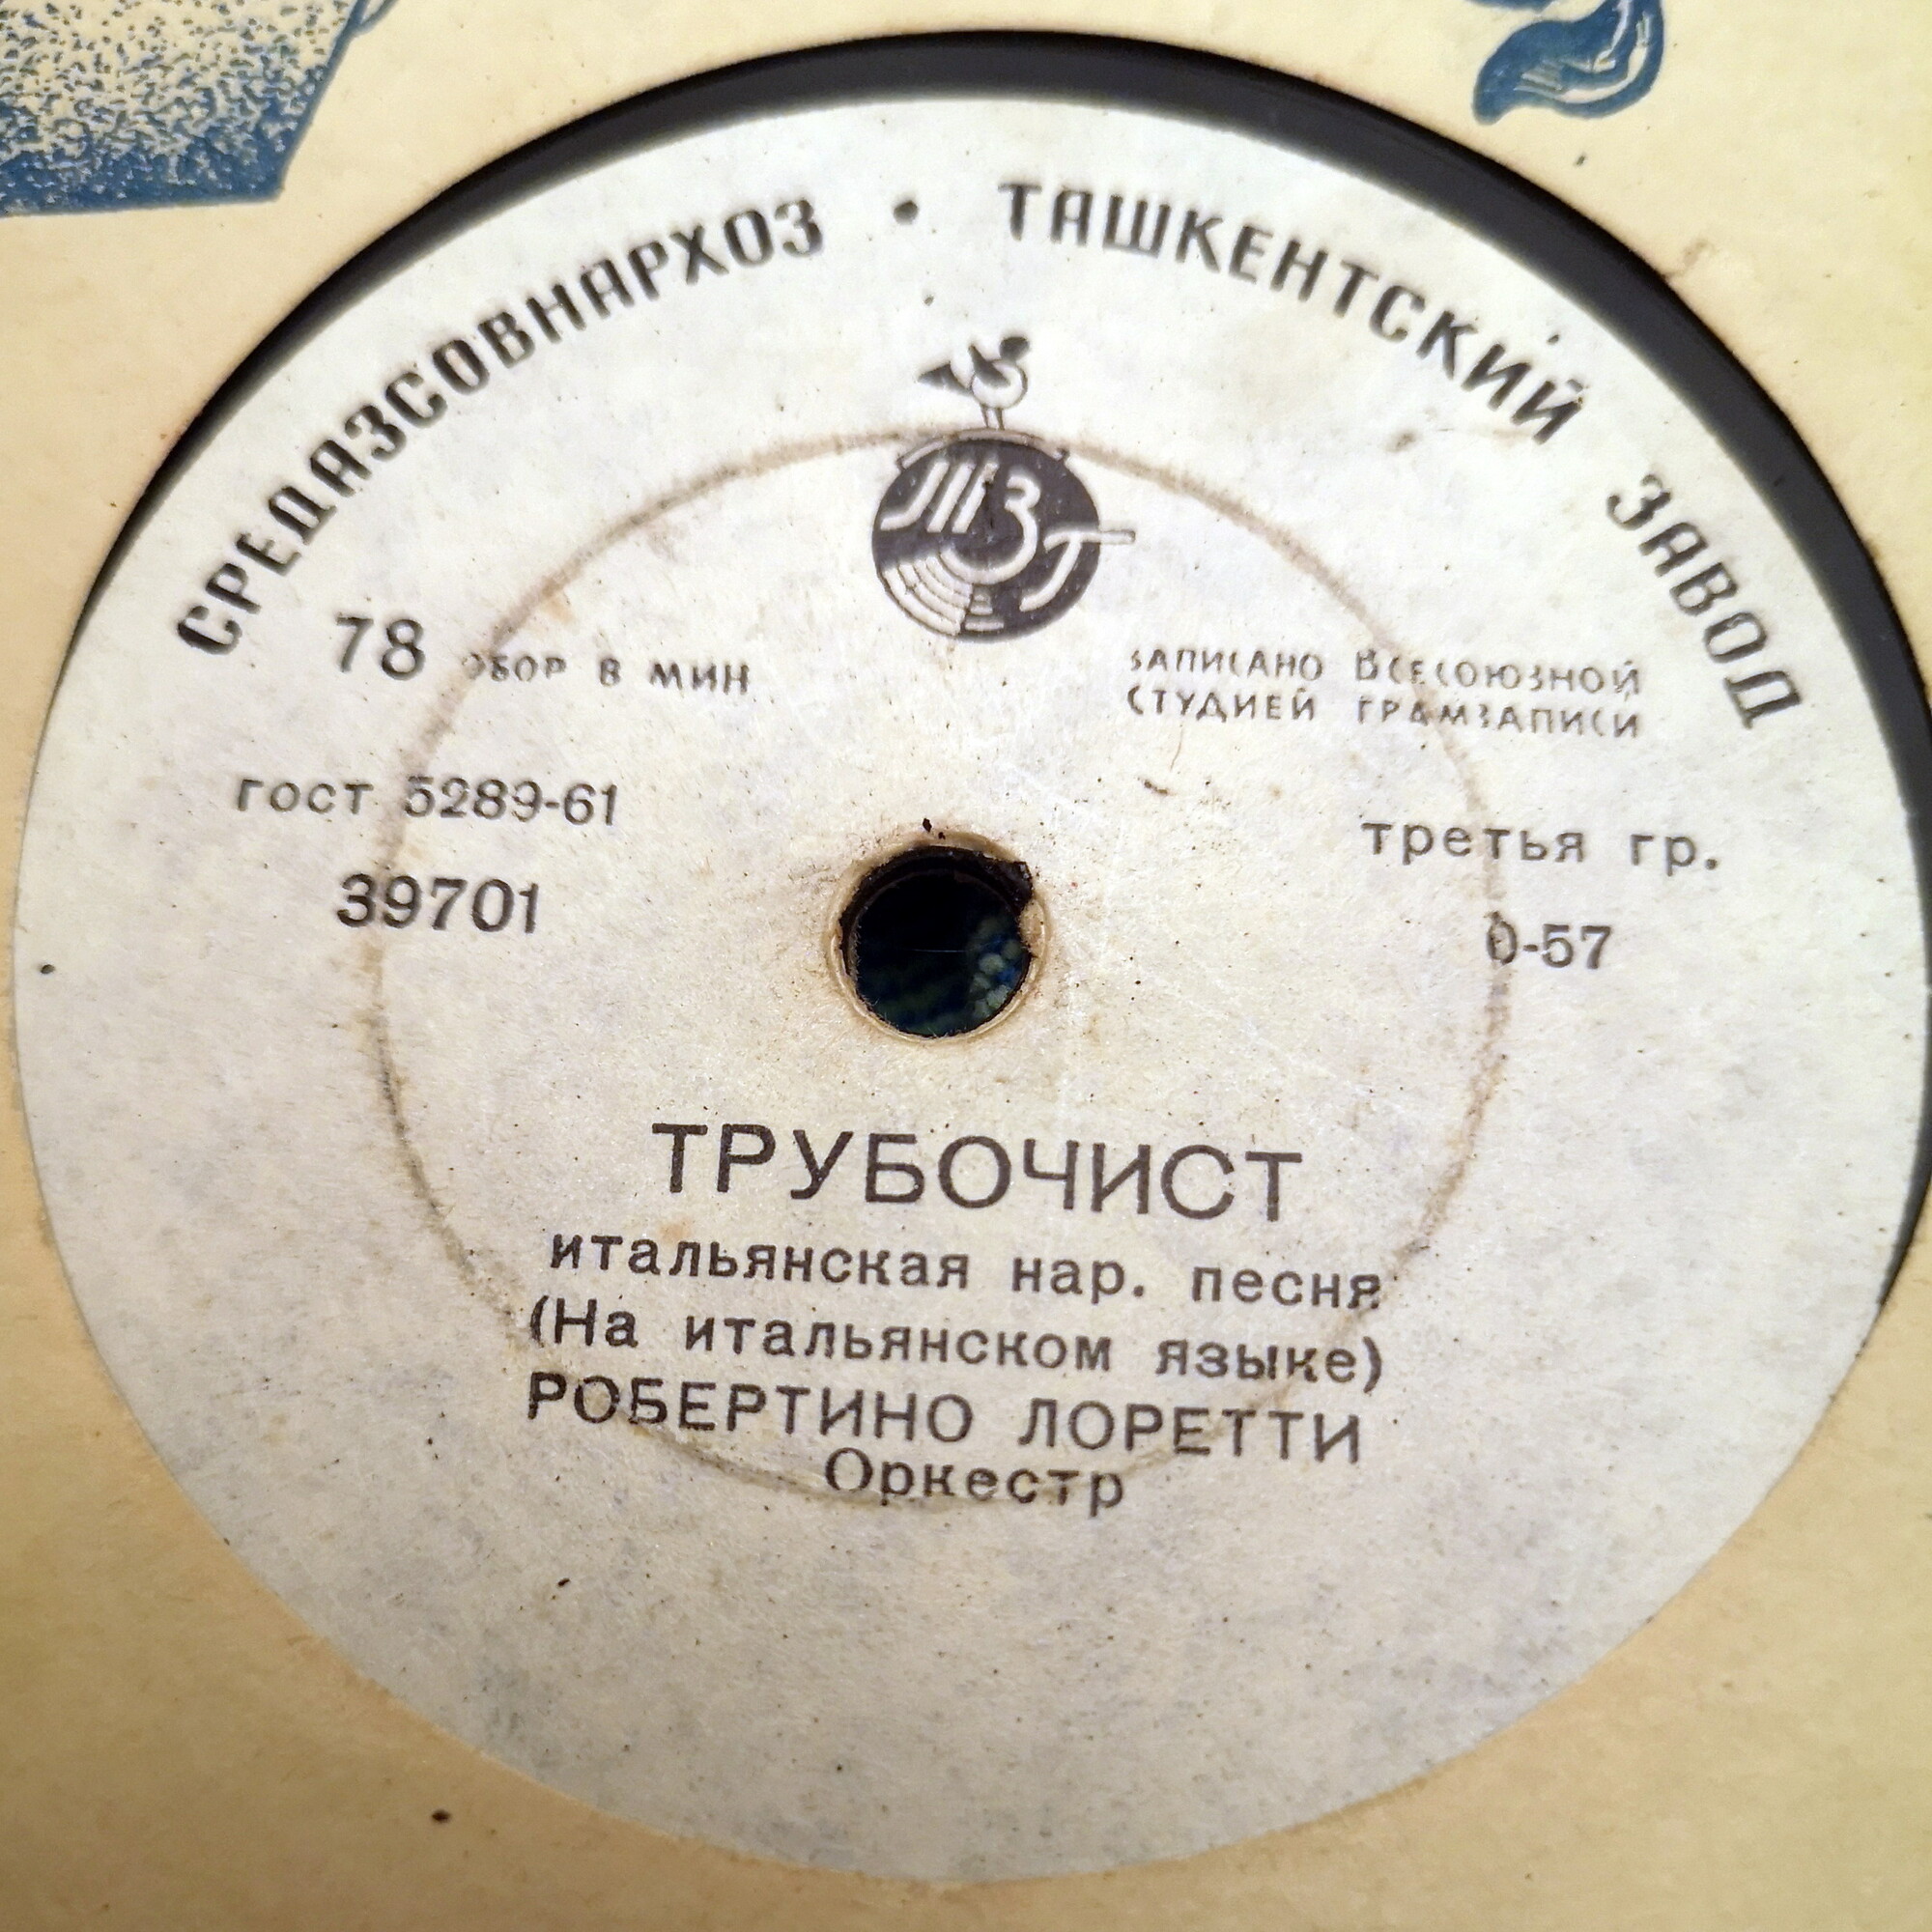 СРЕДАЗСОВНАРХОЗ • ТАШКЕНТСКИЙ ЗАВОД
ТЗГ
78 ОБОР В МИН
ЗАПИСАНО ВСЕСОЮЗНОЙ
СТУДИЕЙ ГРАМЗАПИСИ
гост 5289-61
третья гр.
39701
0-57
ТРУБОЧИСТ
итальянская нар. песня
(На итальянском языке)
РОБЕРТИНО ЛОРЕТТИ
Оркестр